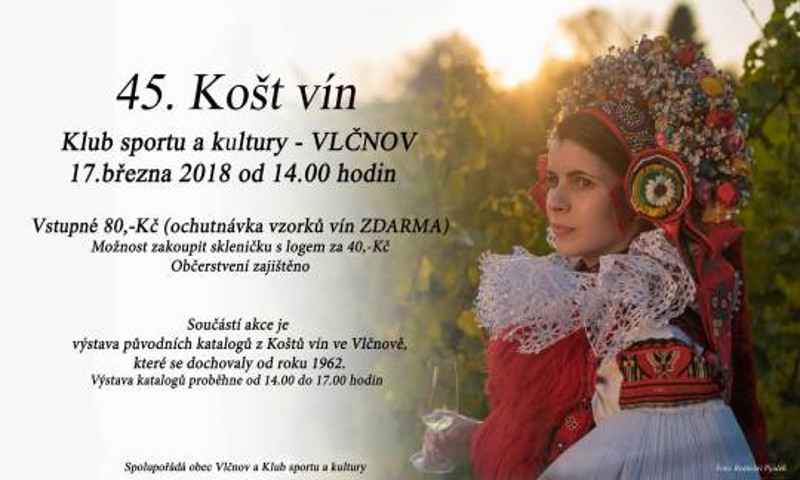 45. Košt vín
Klub sportu a kultury - VLČNOV
17.března 2018 od 14.00 hodin
Vstupné 80,-Kč (ochutnávka vzorků vín ZDARMA)
Možnost zakoupit skleničku s logem za 40,-Kč
Občerstvení zajištěno
Součástí akce je
výstava původních katalogů z Koštů vín ve Vlčnově,
které se dochovaly od roku 1962.
Výstava katalogů proběhne od 14.00 do 17.00 hodin
Spolupořádá obec Vlčnov a Klub sportu a kultury
Foto: